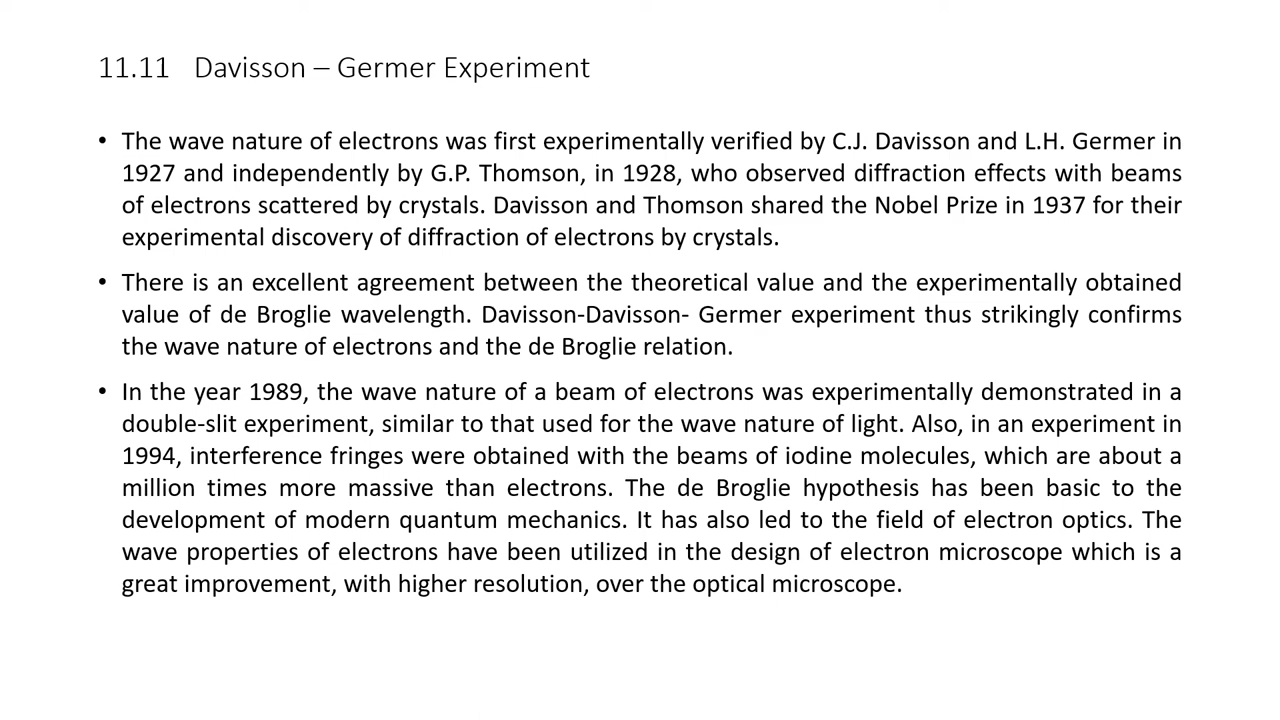 11.11 Davisson – Germer Experiment
• The wave nature of electrons was first experimentally verified by C.J. Davisson and L.H. Germer in
1927 and independently by G.P. Thomson, in 1928, who observed diffraction effects with beams
of electrons scattered by crystals. Davisson and Thomson shared the Nobel Prize in 1937 for their
experimental discovery of diffraction of electrons by crystals.
• There is an excellent agreement between the theoretical value and the experimentally obtained
value of de Broglie wavelength. Davisson-Davisson- Germer experiment thus strikingly confirms
the wave nature of electrons and the de Broglie relation.
• In the year 1989, the wave nature of a beam of electrons was experimentally demonstrated in a
double-slit experiment, similar to that used for the wave nature of light. Also, in an experiment in
1994, interference fringes were obtained with the beams of iodine molecules, which are about a
million times more massive than electrons. The de Broglie hypothesis has been basic to the
development of modern quantum mechanics. It has also led to the field of electron optics. The
wave properties of electrons have been utilized in the design of electron microscope which is a
great improvement, with higher resolution, over the optical microscope.